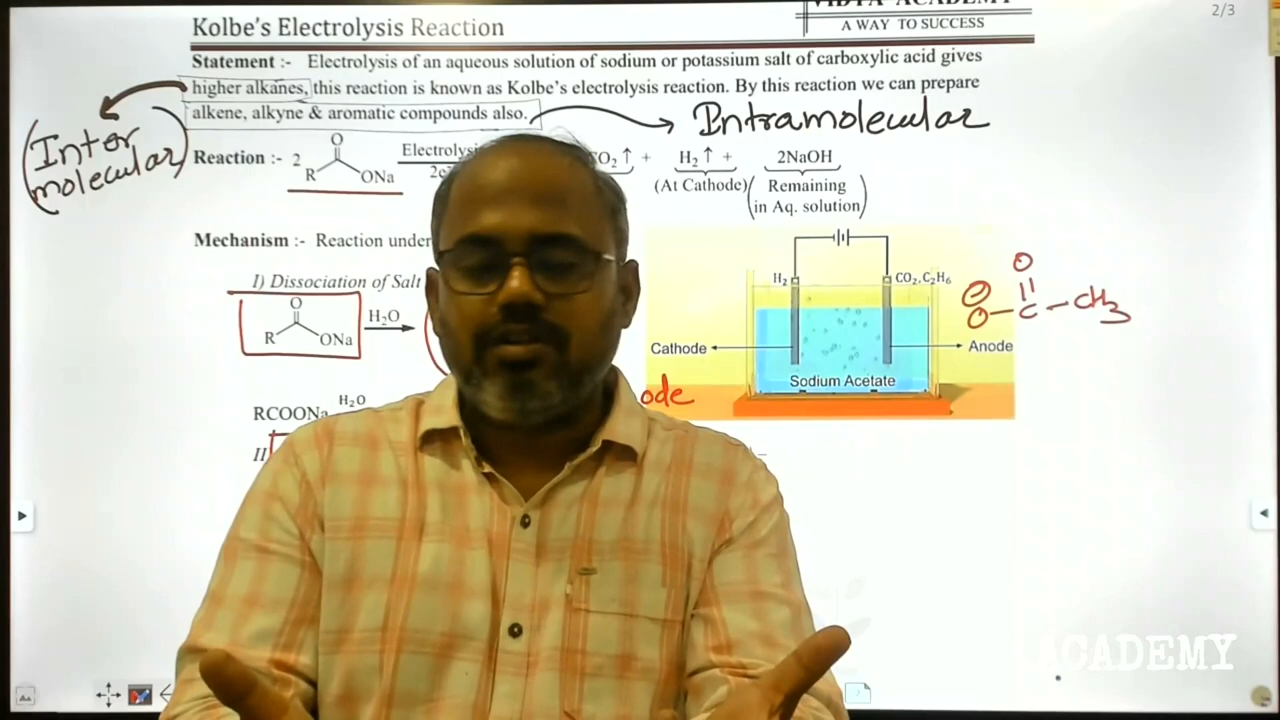 2/3
Kolbe's Electrolysis Reaction
A WAY TO SUCCESS
Statement :- Electrolysis of an aqueous solution of sodium or potassium salt of carboxylic acid gives
higher alkanes, this reaction is known as Kolbe's electrolysis reaction. By this reaction we can prepare
alkene, alkyne & aromatic compounds also.
Intramolecular
(Inter
molecular)
Reaction :- 2
O
R
ONa
2e
+ H₂↑ + 2NaOH
(At Cathode)
(Remaining
in Aq. solution)
Mechanism :- Reaction under
I) Dissociation of Salt
O
R
ONa
H₂O
RCOONa
H₂O
II
ode
H₂
CO₂, C₂H₆
Cathode
Anode
Sodium Acetate
O
⊖
O-C-CH3
ACADEMY